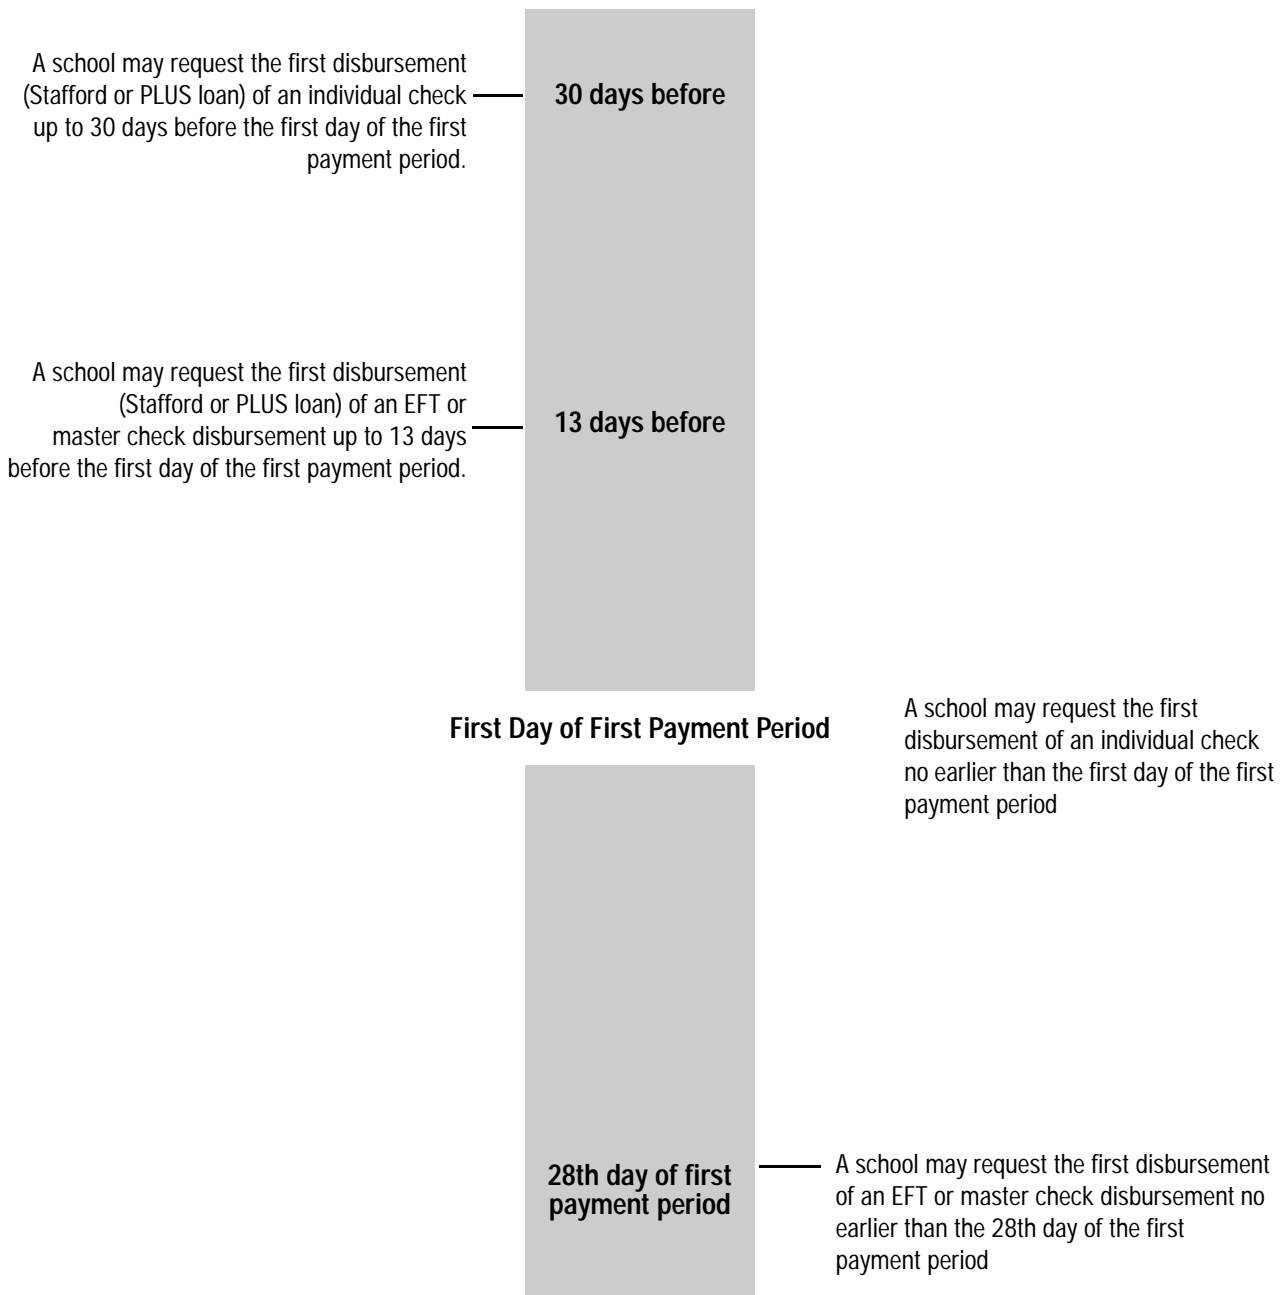 A school may request the first disbursement
(Stafford or PLUS loan) of an individual check
up to 30 days before the first day of the first
payment period.
30 days before
A school may request the first disbursement
(Stafford or PLUS loan) of an EFT or
master check disbursement up to 13 days
before the first day of the first payment period.
13 days before
First Day of First Payment Period
A school may request the first
disbursement of an individual check
no earlier than the first day of the first
payment period
28th day of first
payment period
A school may request the first disbursement
of an EFT or master check disbursement no
earlier than the 28th day of the first
payment period